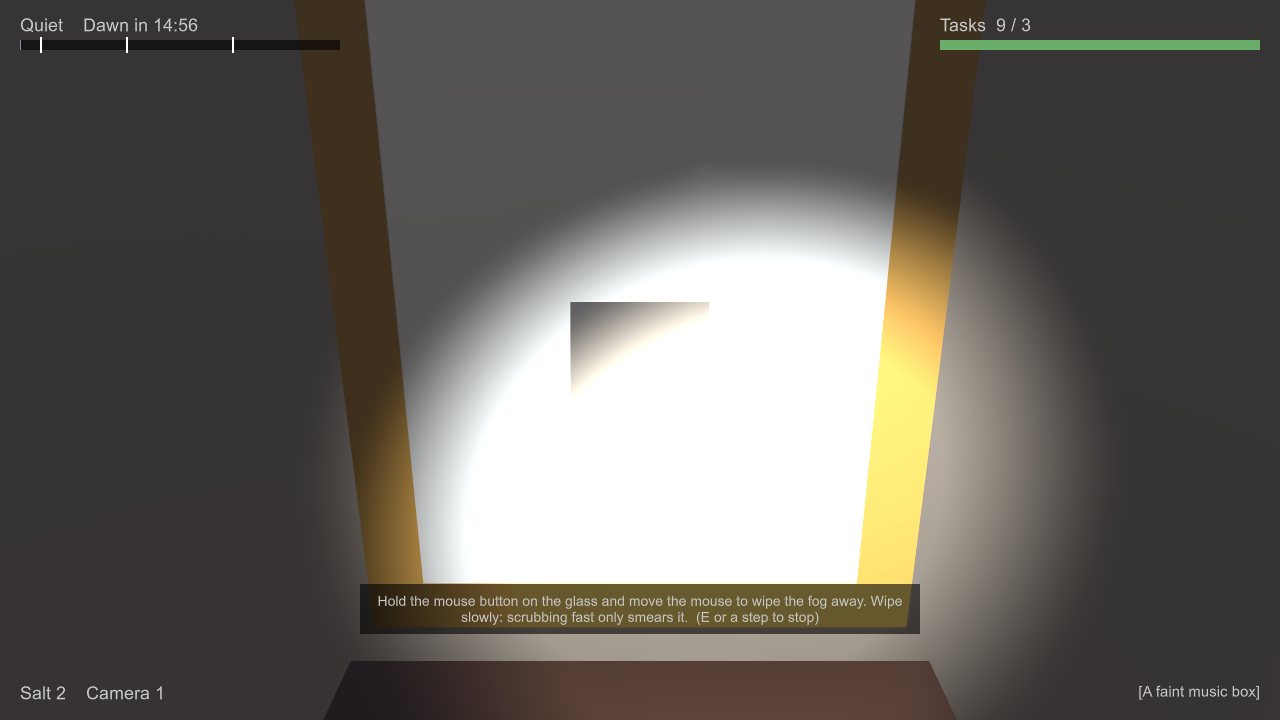 Quiet    Dawn in 14:56
Tasks  9 / 3
Hold the mouse button on the glass and move the mouse to wipe the fog away. Wipe
slowly: scrubbing fast only smears it.  (E or a step to stop)
Salt 2    Camera 1
[A faint music box]